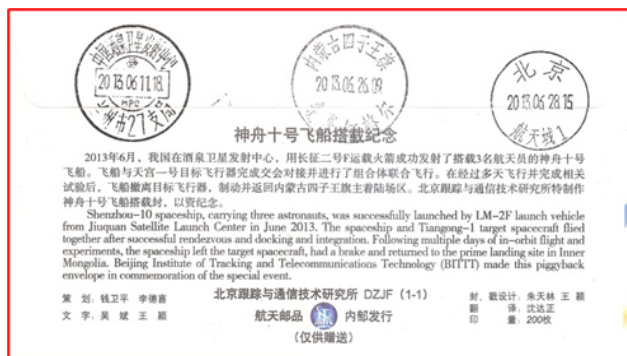 中国酒泉卫星发射中心
2013.06.11.18
兰州市27支局
内蒙古四子王旗
2013.06.26.09
北京
2013.06.28.15
航天城1
神舟十号飞船搭载纪念
2013年6月，我国在酒泉卫星发射中心，用长征二号F运载火箭成功发射了搭载3名航天员的神舟十号
飞船。飞船与天宫一号目标飞行器完成交会对接并进行了组合体联合飞行。在经过多天飞行并完成相关
试验后，飞船撤离目标飞行器，制动并返回内蒙古四子王旗主着陆场区。北京跟踪与通信技术研究所特制作
神舟十号飞船搭载封，以资纪念。
Shenzhou-10 spaceship, carrying three astronauts, was successfully launched by LM-2F launch vehicle
from Jiuquan Satellite Launch Center in June 2013. The spaceship and Tiangong-1 target spacecraft flied
together after successful rendezvous and docking and integration. Following multiple days of in-orbit flight and
experiments, the spaceship left the target spacecraft, had a brake and returned to the prime landing site in Inner
Mongolia. Beijing Institute of Tracking and Telecommunications Technology (BITTT) made this piggyback
envelope in commemoration of the special event.
策 划：钱卫平 李德喜
文 字：吴 斌 王 颖
北京跟踪与通信技术研究所 DZJF（1-1）
航天邮品 内部发行
（仅供赠送）
封、戳设计：朱天林 王 颖
翻 译：沈达正
印 量：200枚